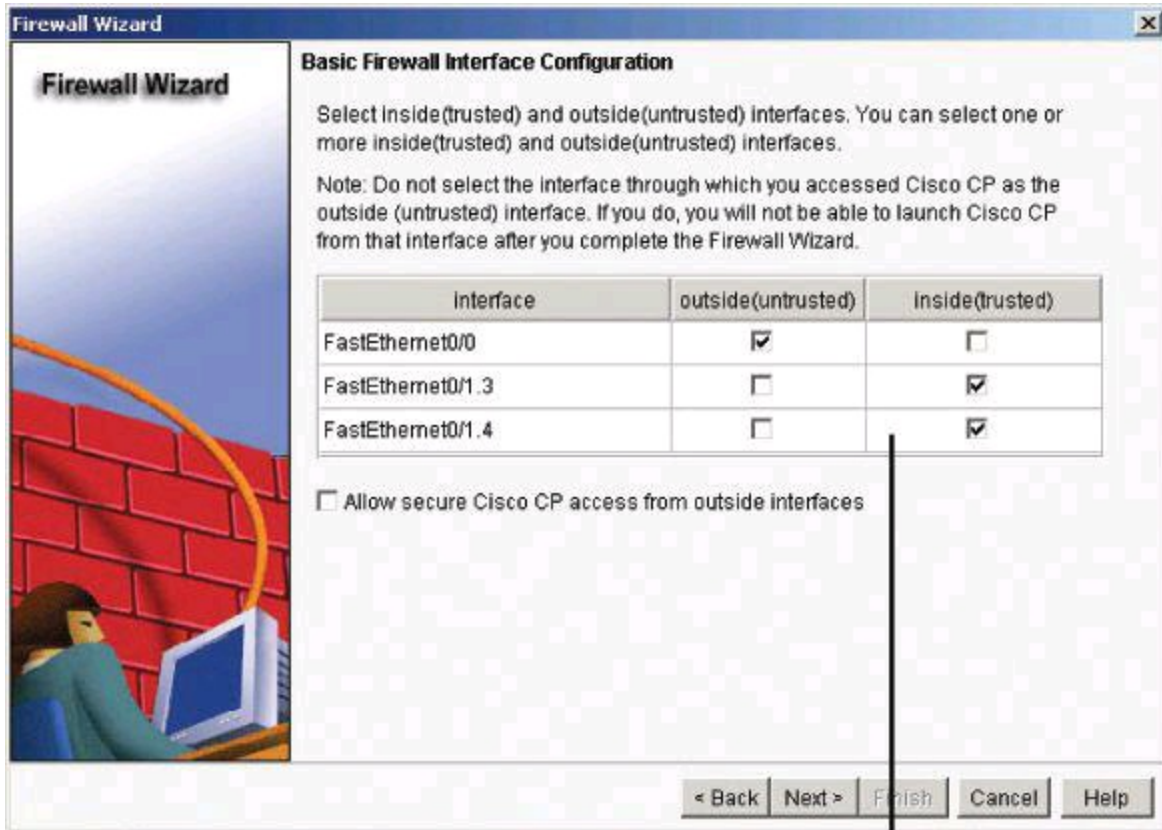 Firewall Wizard
Firewall Wizard
Basic Firewall Interface Configuration
Select inside(trusted) and outside(untrusted) interfaces. You can select one or
more inside(trusted) and outside(untrusted) interfaces.
Note: Do not select the interface through which you accessed Cisco CP as the
outside (untrusted) interface. If you do, you will not be able to launch Cisco CP
from that interface after you complete the Firewall Wizard.
interface outside(untrusted) inside(trusted)
FastEthernet0/0
FastEthernet0/1.3
FastEthernet0/1.4
Allow secure Cisco CP access from outside interfaces
< Back Next > Finish Cancel Help